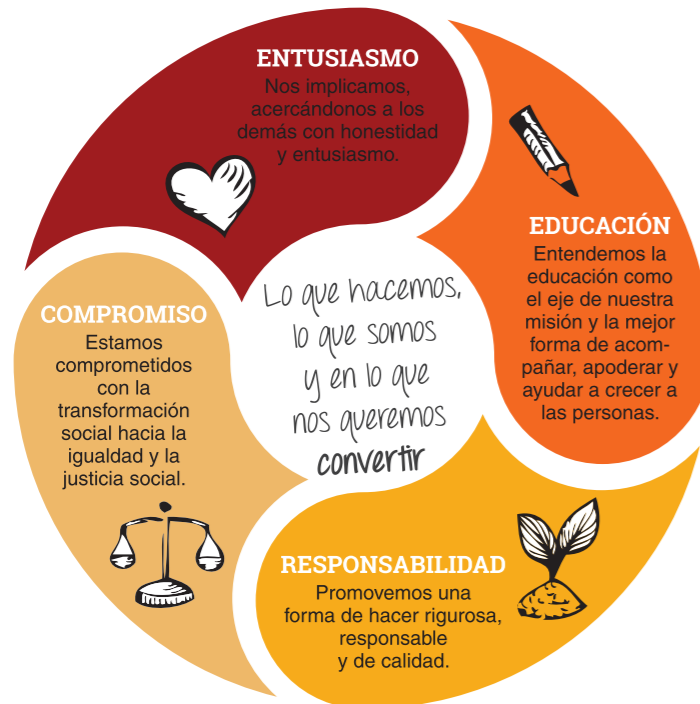 ENTUSIASMO
Nos implicamos,
acercándonos a los
demás con honestidad
y entusiasmo.
EDUCACIÓN
Entendemos la
educación como
el eje de nuestra
misión y la mejor
forma de acom-
pañar, apoderar y
ayudar a crecer a
las personas.
RESPONSABILIDAD
Promovemos una
forma de hacer rigurosa,
responsable
y de calidad.
COMPROMISO
Estamos
comprometidos
con la
transformación
social hacia la
igualdad y la
justicia social.
Lo que hacemos,
lo que somos
y en lo que
nos queremos
convertir